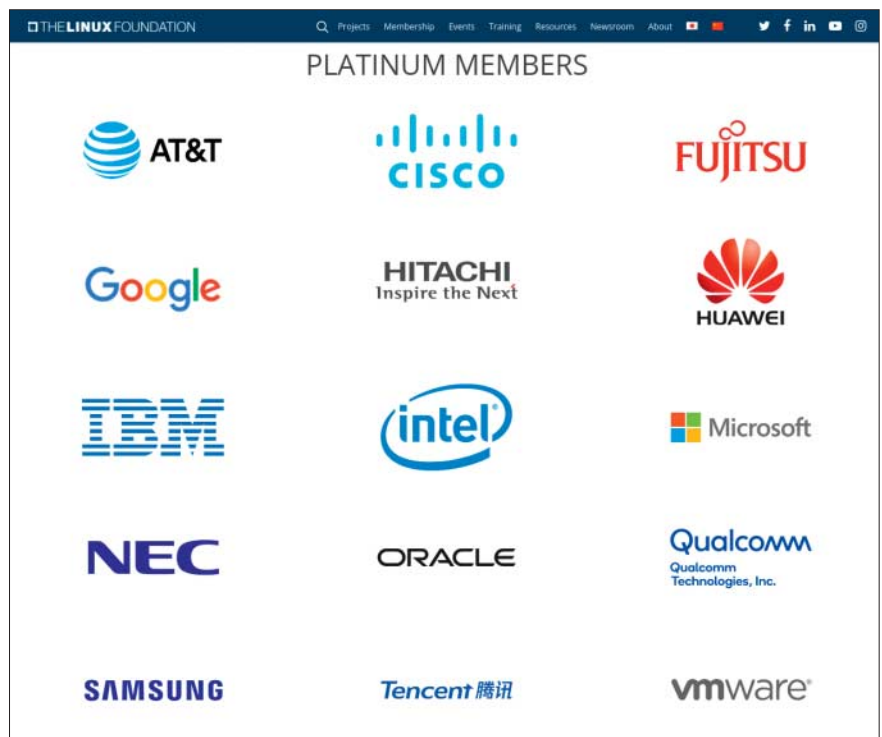 THE LINUX FOUNDATION Projects Membership Events Training Resources Newsroom About
PLATINUM MEMBERS
AT&T
CISCO
FUJITSU
Google
HITACHI
Inspire the Next
HUAWEI
IBM
intel®
Microsoft
NEC
ORACLE
Qualcomm
Qualcomm
Technologies, Inc.
SAMSUNG
Tencent 腾讯
vmware®